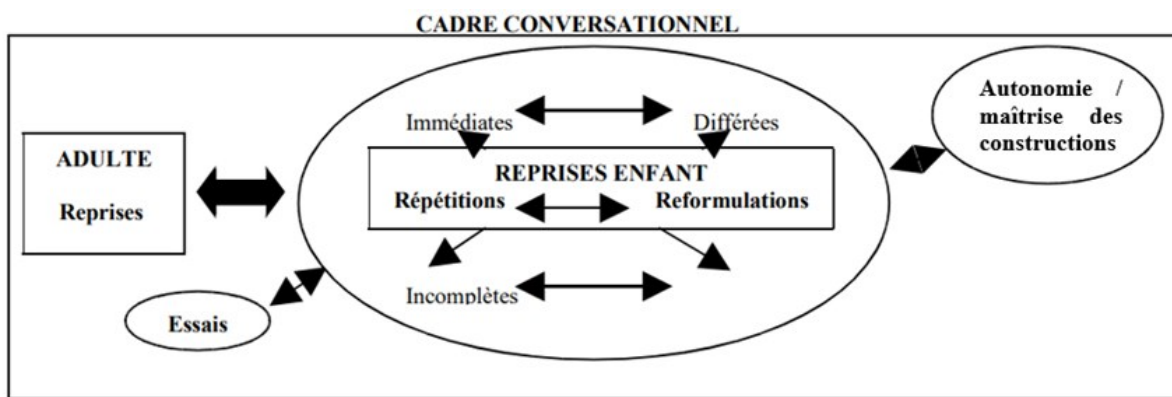 CADRE CONVERSATIONNEL
Autonomie /
maîtrise des
constructions
Immédiates
Différées
ADULTE
Reprises
REPRISES ENFANT
Répétitions
Reformulations
Incomplètes
Essais